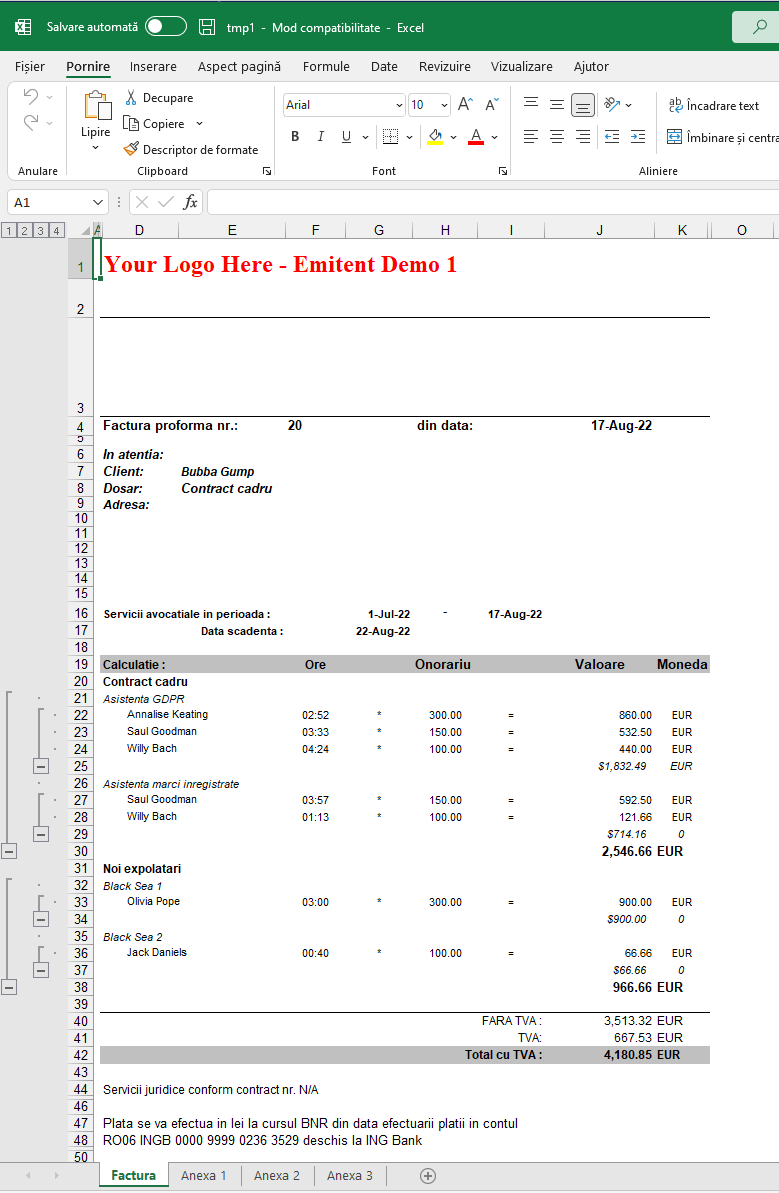 Salvare automată tmp1 - Mod compatibilitate - Excel
Fișier Pornire Inserare Aspect pagină Formule Date Revizuire Vizualizare Ajutor
Lipire
Decupare
Copiere
Descriptor de formate
Arial 10
B I U A
ab Încadrare text
Îmbinare și centra
Anulare Clipboard Font Aliniere
A1 fx
1 2 3 4 A D E F G H I J K O
1 Your Logo Here - Emitent Demo 1
2
3
4 Factura proforma nr.: 20 din data: 17-Aug-22
5
6 In atentia:
7 Client: Bubba Gump
8 Dosar: Contract cadru
9 Adresa:
10
11
12
13
14
15
16 Servicii avocatiale in perioada : 1-Jul-22 - 17-Aug-22
17 Data scadenta : 22-Aug-22
18
19 Calculatie : Ore Onorariu Valoare Moneda
20 Contract cadru
21 Asistenta GDPR
22 Annalise Keating 02:52 * 300.00 = 860.00 EUR
23 Saul Goodman 03:33 * 150.00 = 532.50 EUR
24 Willy Bach 04:24 * 100.00 = 440.00 EUR
25 $1,832.49 EUR
26 Asistenta marci inregistrate
27 Saul Goodman 03:57 * 150.00 = 592.50 EUR
28 Willy Bach 01:13 * 100.00 = 121.66 EUR
29 $714.16 0
30 2,546.66 EUR
31 Noi expolatari
32 Black Sea 1
33 Olivia Pope 03:00 * 300.00 = 900.00 EUR
34 $900.00 0
35 Black Sea 2
36 Jack Daniels 00:40 * 100.00 = 66.66 EUR
37 $66.66 0
38 966.66 EUR
39
40 FARA TVA : 3,513.32 EUR
41 TVA: 667.53 EUR
42 Total cu TVA : 4,180.85 EUR
43
44 Servicii juridice conform contract nr. N/A
46
47 Plata se va efectua in lei la cursul BNR din data efectuarii platii in contul
48 RO06 INGB 0000 9999 0236 3529 deschis la ING Bank
50
Factura Anexa 1 Anexa 2 Anexa 3